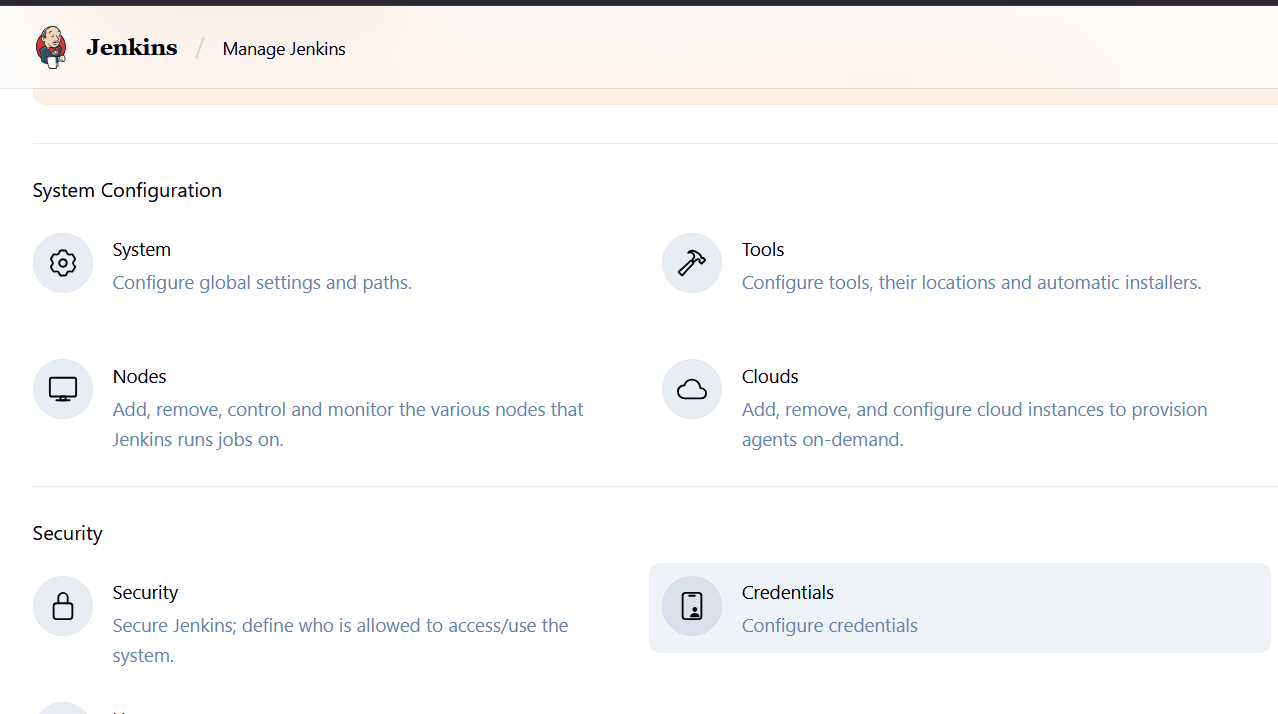 Jenkins / Manage Jenkins
System Configuration
System
Configure global settings and paths.
Tools
Configure tools, their locations and automatic installers.
Nodes
Add, remove, control and monitor the various nodes that
Jenkins runs jobs on.
Clouds
Add, remove, and configure cloud instances to provision
agents on-demand.
Security
Security
Secure Jenkins; define who is allowed to access/use the
system.
Credentials
Configure credentials